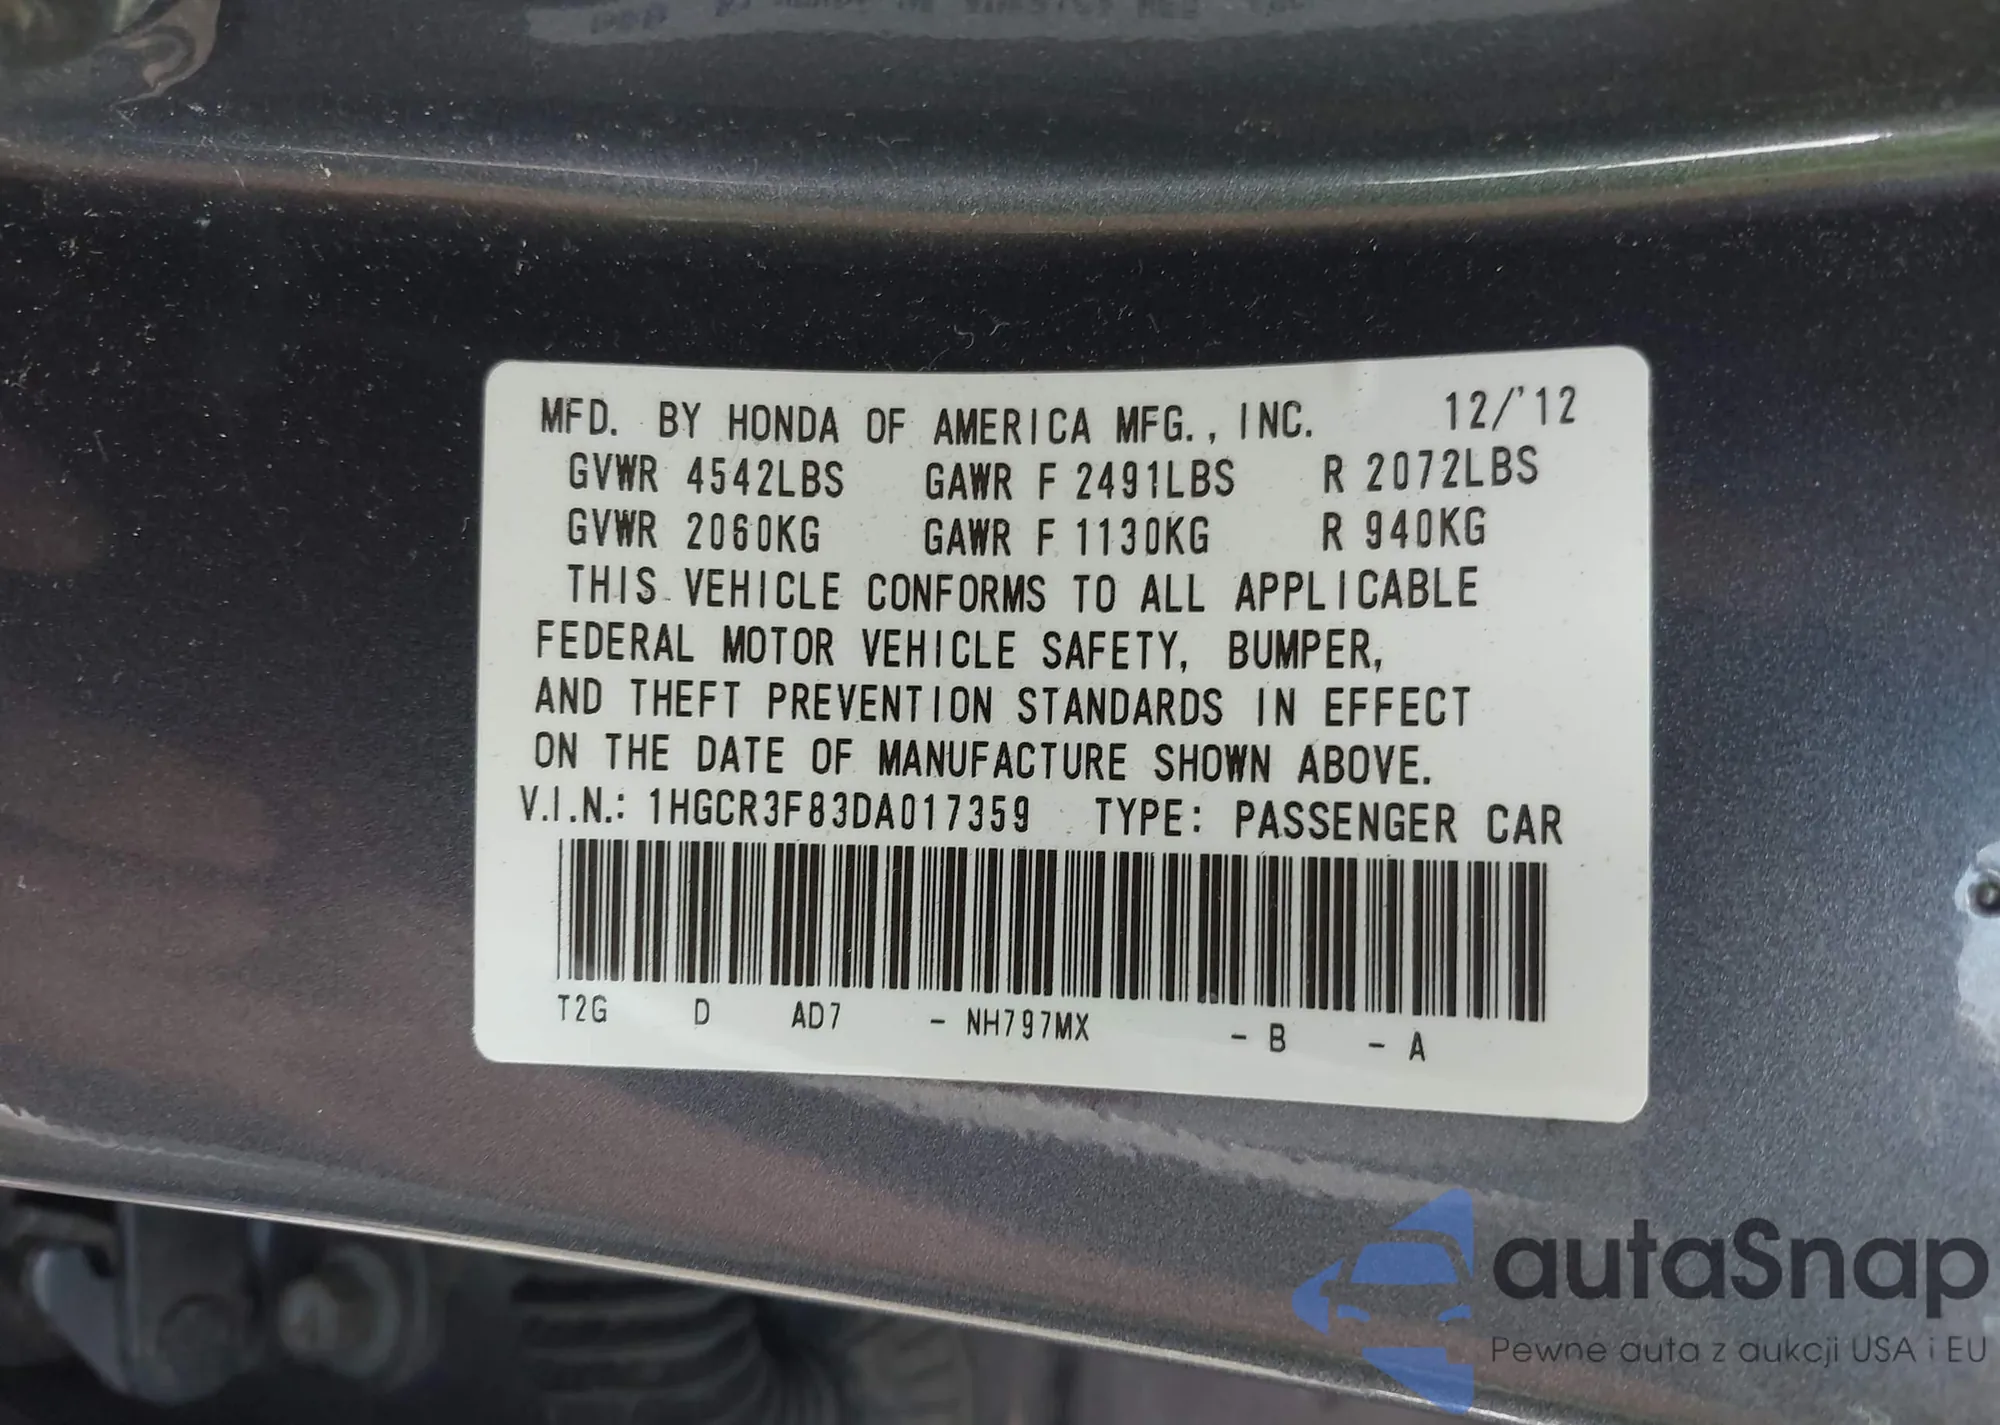 MFD. BY HONDA OF AMERICA MFG., INC. 12/'12
GVWR 4542LBS GAWR F 2491LBS R 2072LBS
GVWR 2060KG GAWR F 1130KG R 940KG
THIS VEHICLE CONFORMS TO ALL APPLICABLE
FEDERAL MOTOR VEHICLE SAFETY, BUMPER,
AND THEFT PREVENTION STANDARDS IN EFFECT
ON THE DATE OF MANUFACTURE SHOWN ABOVE.
V.I.N.: 1HGCR3F83DA017359 TYPE: PASSENGER CAR
T2G D AD7 - NH797MX - B - A
autaSnap
Pewne auta z aukcji USA i EU